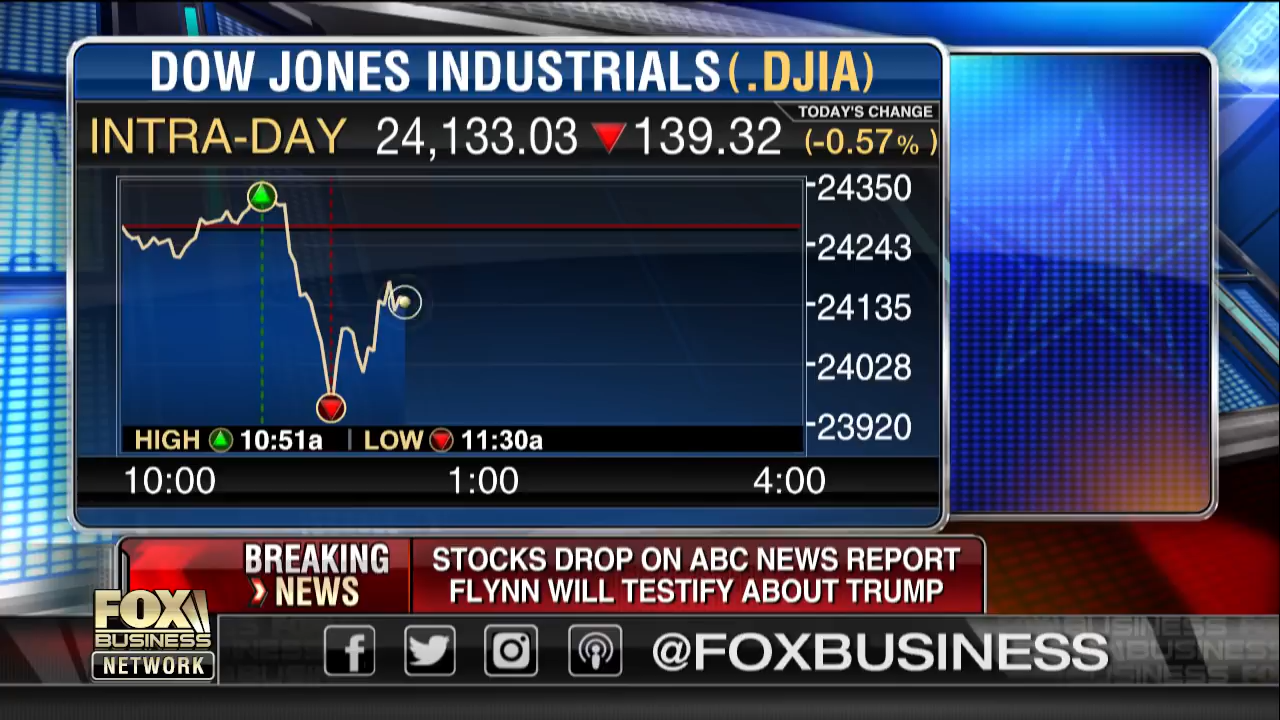 DOW JONES INDUSTRIALS (.DJIA)
TODAY'S CHANGE
INTRA-DAY 24,133.03 139.32 (-0.57%)
24350
24243
24135
24028
23920
HIGH 10:51a | LOW 11:30a
10:00 1:00 4:00
BREAKING NEWS
STOCKS DROP ON ABC NEWS REPORT
FLYNN WILL TESTIFY ABOUT TRUMP
FOX
BUSINESS
NETWORK
@FOXBUSINESS